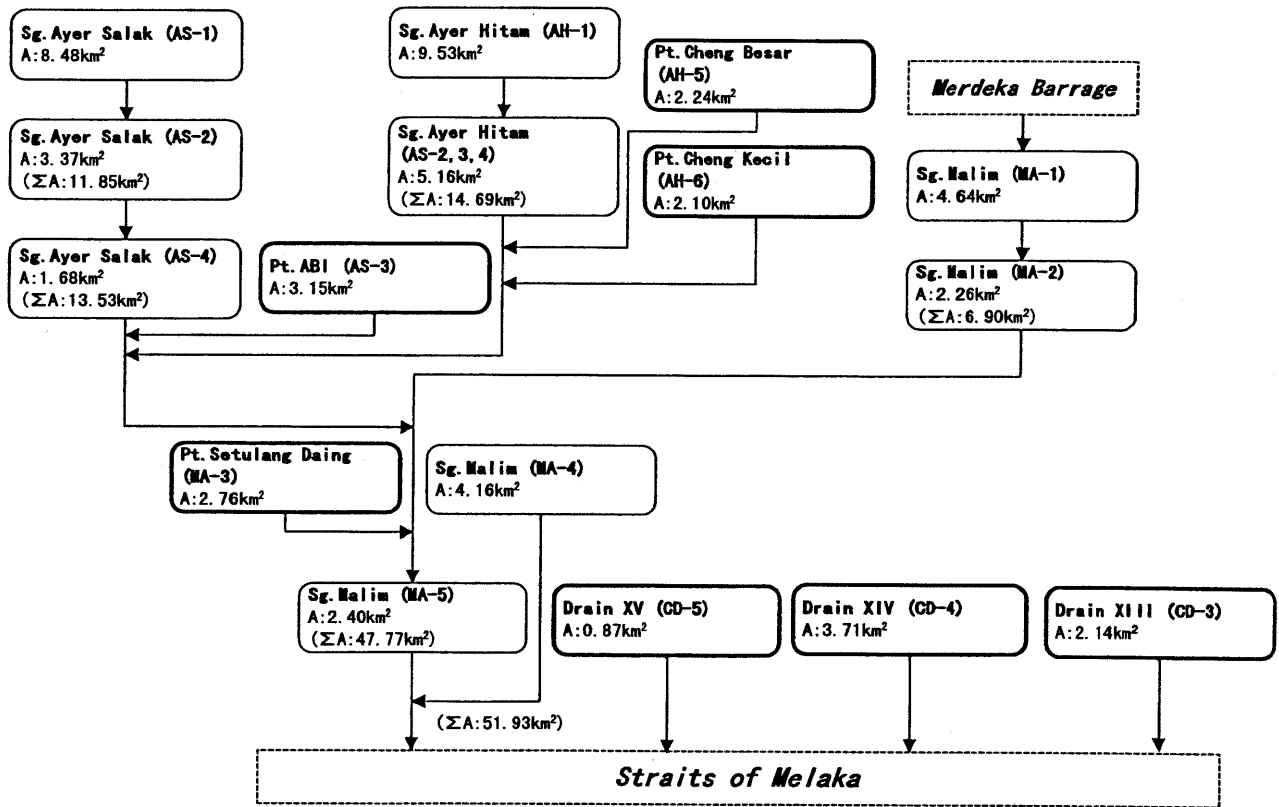 Sg. Ayer Salak (AS-1)
A:8.48km²
Sg. Ayer Hitam (AH-1)
A:9.53km²
Pt. Cheng Besar
(AH-5)
A:2.24km²
Merdeka Barrage
Sg. Ayer Salak (AS-2)
A:3.37km²
(ΣA:11.85km²)
Sg. Ayer Hitam
(AS-2,3,4)
A:5.16km²
(ΣA:14.69km²)
Pt. Cheng Kecil
(AH-6)
A:2.10km²
Sg. Malim (MA-1)
A:4.64km²
Sg. Ayer Salak (AS-4)
A:1.68km²
(ΣA:13.53km²)
Pt. ABI (AS-3)
A:3.15km²
Sg. Malim (MA-2)
A:2.26km²
(ΣA:6.90km²)
Pt. Setulang Daing
(MA-3)
A:2.76km²
Sg. Malim (MA-4)
A:4.16km²
Sg. Malim (MA-5)
A:2.40km²
(ΣA:47.77km²)
Drain XV (CD-5)
A:0.87km²
Drain XIV (CD-4)
A:3.71km²
Drain XIII (CD-3)
A:2.14km²
(ΣA:51.93km²)
Straits of Melaka